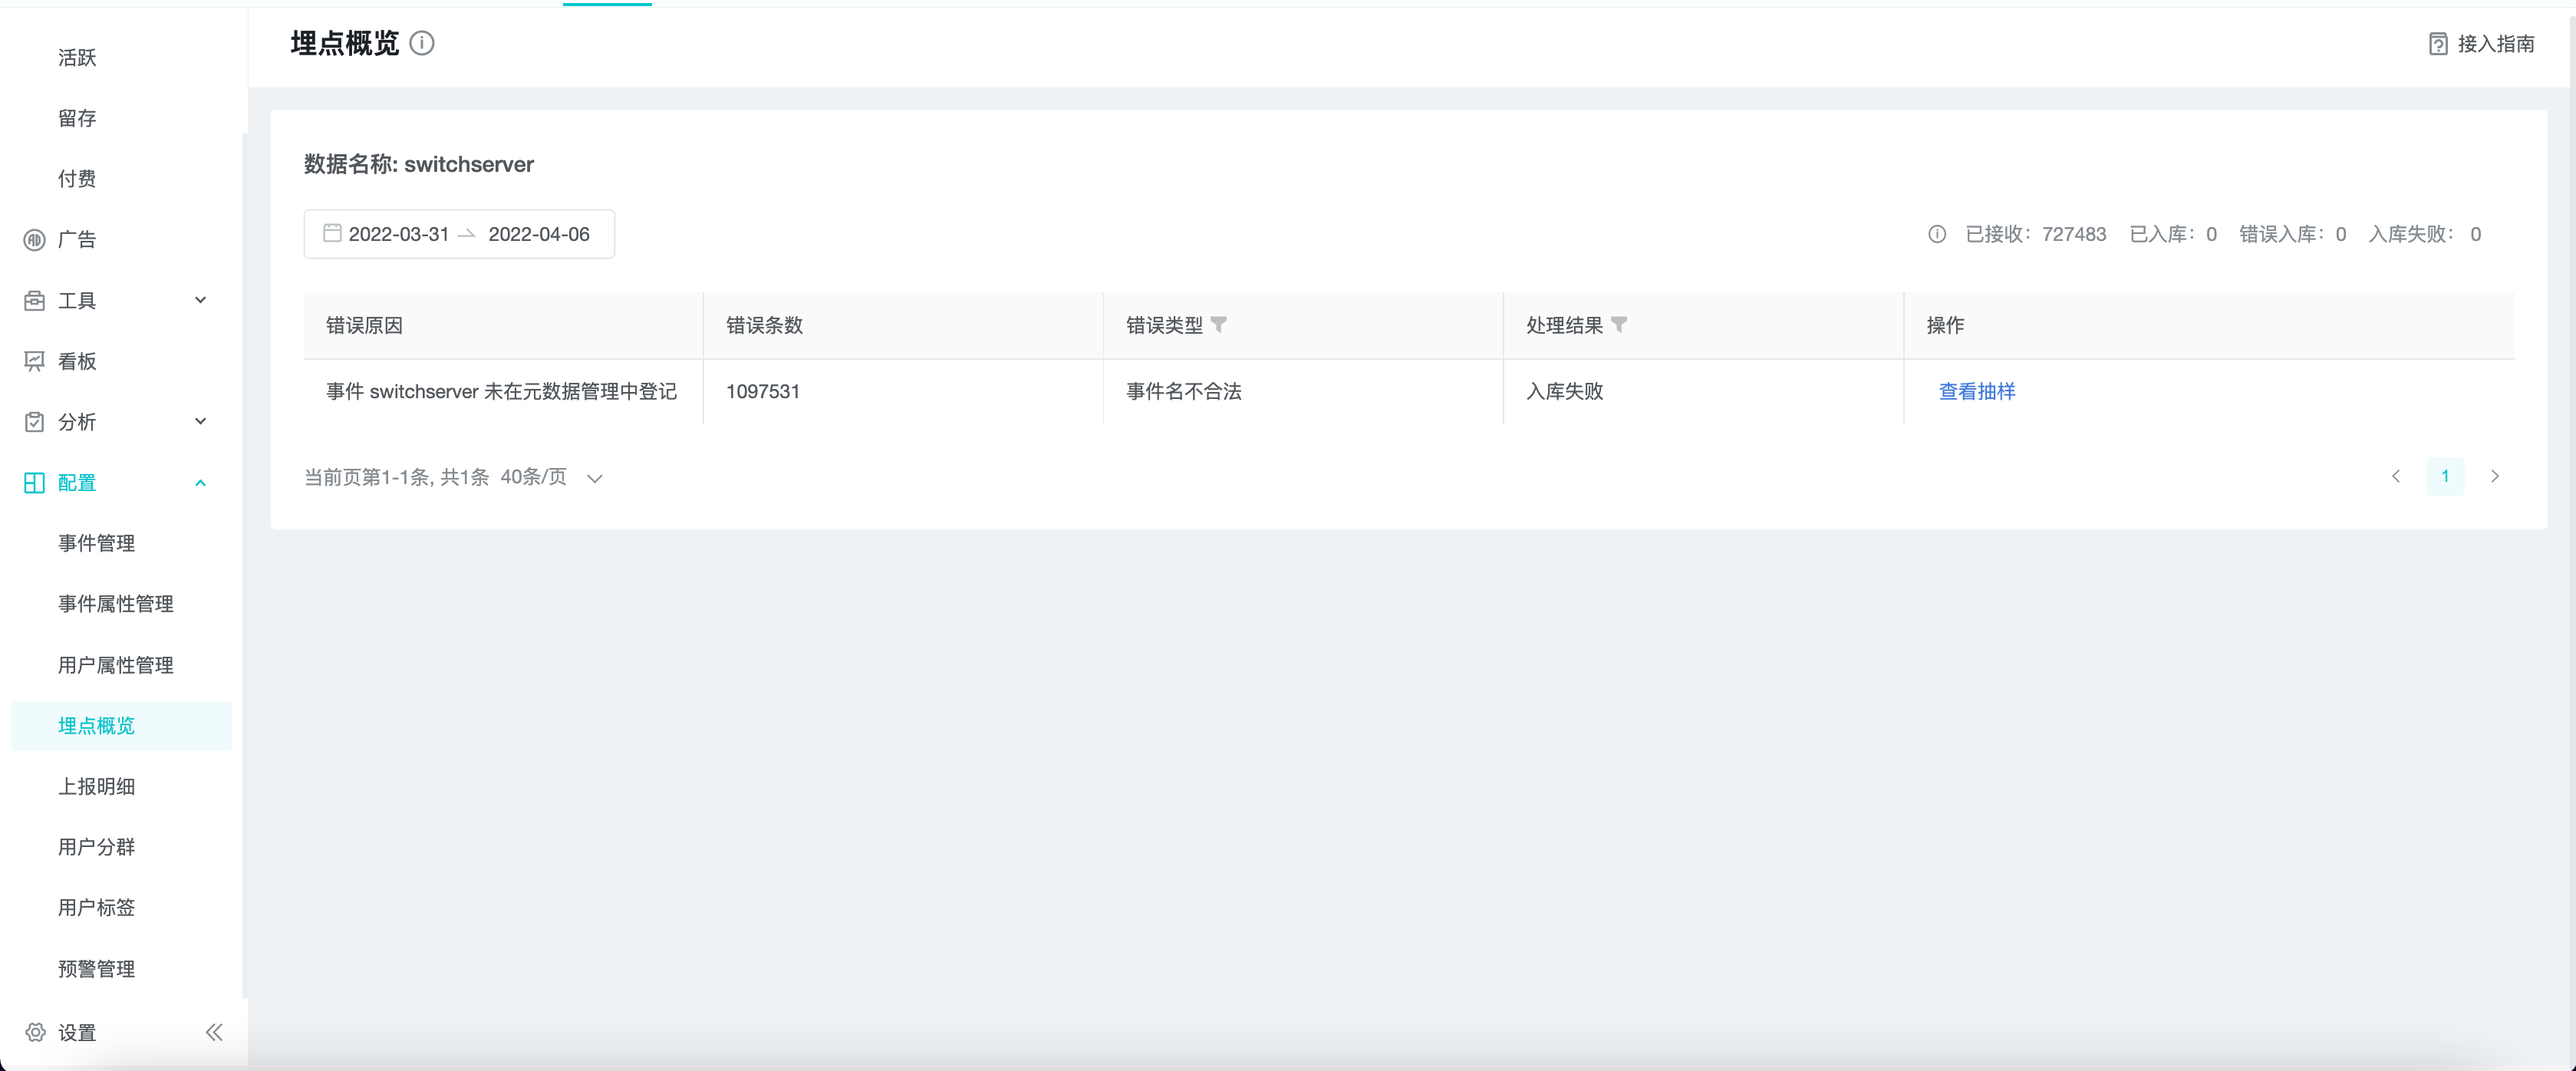 埋点概览
接入指南
活跃
留存
付费
广告
工具
看板
分析
配置
事件管理
事件属性管理
用户属性管理
埋点概览
上报明细
用户分群
用户标签
预警管理
设置
数据名称: switchserver
2022-03-31 2022-04-06
已接收: 727483 已入库: 0 错误入库: 0 入库失败: 0
错误原因 错误条数 错误类型 处理结果 操作
事件 switchserver 未在元数据管理中登记 1097531 事件名不合法 入库失败 查看抽样
当前页第1-1条, 共1条 40条/页 1